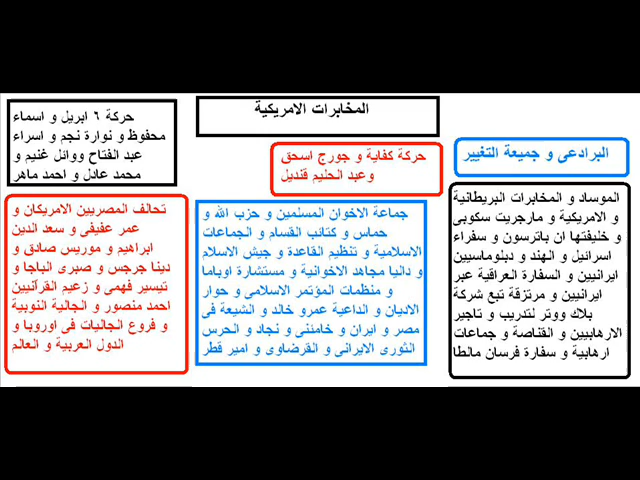 المخابرات الامريكية
البرادعى و جميعة التغيير
حركة كفاية و جورج اسحق
وعبد الحليم قنديل
حركة ٦ ابريل و اسماء
محفوظ و نوارة نجم و اسراء
عبد الفتاح ووائل غنيم و
محمد عادل و احمد ماهر
الموساد و المخابرات البريطانية
و الامريكية و مارجريت سكوبى
و خليفتها ان باترسون و سفراء
اسرانيل و الهند و دبلوماسيين
ايرانيين و السفارة العراقية عبر
ايرانيين و مرتزقة تبع شركة
بلاك ووتر لتدريب و تاجير
الارهابيين و القناصة و جماعات
ارهابية و سفارة فرسان مالطا
جماعة الاخوان المسلمين و حزب الله و
حماس و كتائب القسام و الجماعات
الاسلامية و تنظيم القاعدة و جيش الاسلام
و داليا مجاهد الاخوانية و مستشارة اوباما
و منظمات المؤتمر الاسلامى و حوار
الاديان و الداعية عمرو خالد و الشيعة فى
مصر و ايران و خامننى و نجاد و الحرس
الثورى الايرانى و القرضاوى و امير قطر
تحالف المصريين الامريكان و
عمر عفيفى و سعد الدين
ابراهيم و موريس صادق و
دينا جرجس و صبرى الباجا و
تيسير فهمى و زعيم القرآنيين
احمد منصور و الجالية النوبية
و فروع الجاليات فى اوروبا و
الدول العربية و العالم